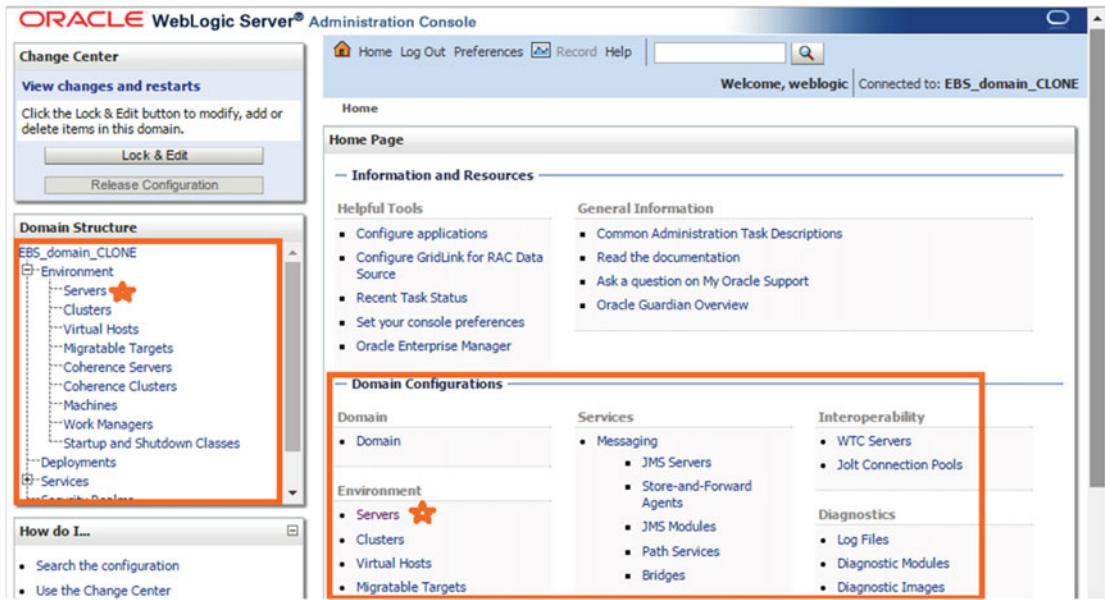 ORACLE WebLogic Server® Administration Console
Change Center
View changes and restarts
Click the Lock & Edit button to modify, add or
delete items in this domain.
Lock & Edit
Release Configuration
Domain Structure
EBS_domain_CLONE
Environment
Servers
Clusters
Virtual Hosts
Migratable Targets
Coherence Servers
Coherence Clusters
Machines
Work Managers
Startup and Shutdown Classes
Deployments
Services
Security Realms
How do I...
Search the configuration
Use the Change Center
Home Log Out Preferences Record Help
Welcome, weblogic Connected to: EBS_domain_CLONE
Home
Home Page
Information and Resources
Helpful Tools
Configure applications
Configure GridLink for RAC Data
Source
Recent Task Status
Set your console preferences
Oracle Enterprise Manager
General Information
Common Administration Task Descriptions
Read the documentation
Ask a question on My Oracle Support
Oracle Guardian Overview
Domain Configurations
Domain
Domain
Environment
Servers
Clusters
Virtual Hosts
Migratable Targets
Services
Messaging
JMS Servers
Store-and-Forward
Agents
JMS Modules
Path Services
Bridges
Interoperability
WTC Servers
Jolt Connection Pools
Diagnostics
Log Files
Diagnostic Modules
Diagnostic Images